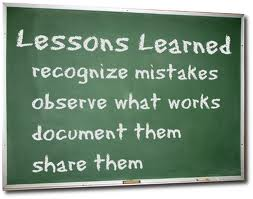 Lessons Learned
recognize mistakes
observe what works
document them
share them